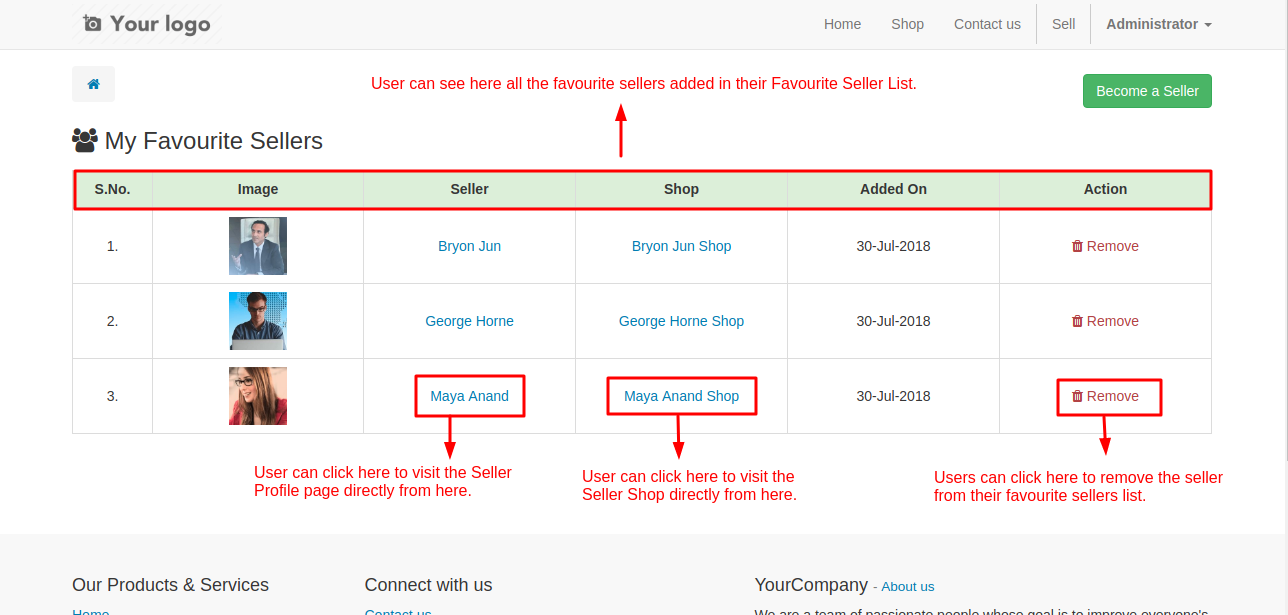 Your logo
Home Shop Contact us Sell Administrator
User can see here all the favourite sellers added in their Favourite Seller List.
Become a Seller
My Favourite Sellers
S.No. Image Seller Shop Added On Action
1. Bryon Jun Bryon Jun Shop 30-Jul-2018 Remove
2. George Horne George Horne Shop 30-Jul-2018 Remove
3. Maya Anand Maya Anand Shop 30-Jul-2018 Remove
User can click here to visit the Seller
Profile page directly from here.
User can click here to visit the
Seller Shop directly from here.
Users can click here to remove the seller
from their favourite sellers list.
Our Products & Services Connect with us YourCompany - About us
Home Contact us We are a team of passionate people whose goal is to improve everyone's